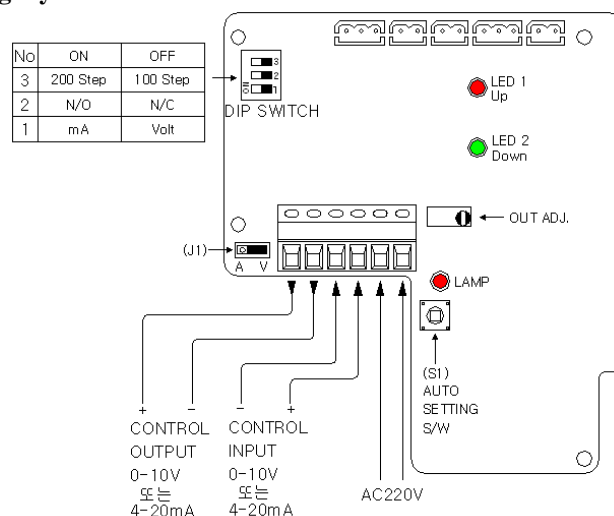 No ON OFF
3 200 Step 100 Step
2 N/O N/C
1 mA Volt
3
2
1
DIP SWITCH
LED 1
Up
LED 2
Down
OUT ADJ.
(J1)
A V
LAMP
(S1)
AUTO
SETTING
S/W
+ − − +
CONTROL
OUTPUT
0-10V
또는
4-20mA
CONTROL
INPUT
0-10V
또는
4-20mA
AC220V